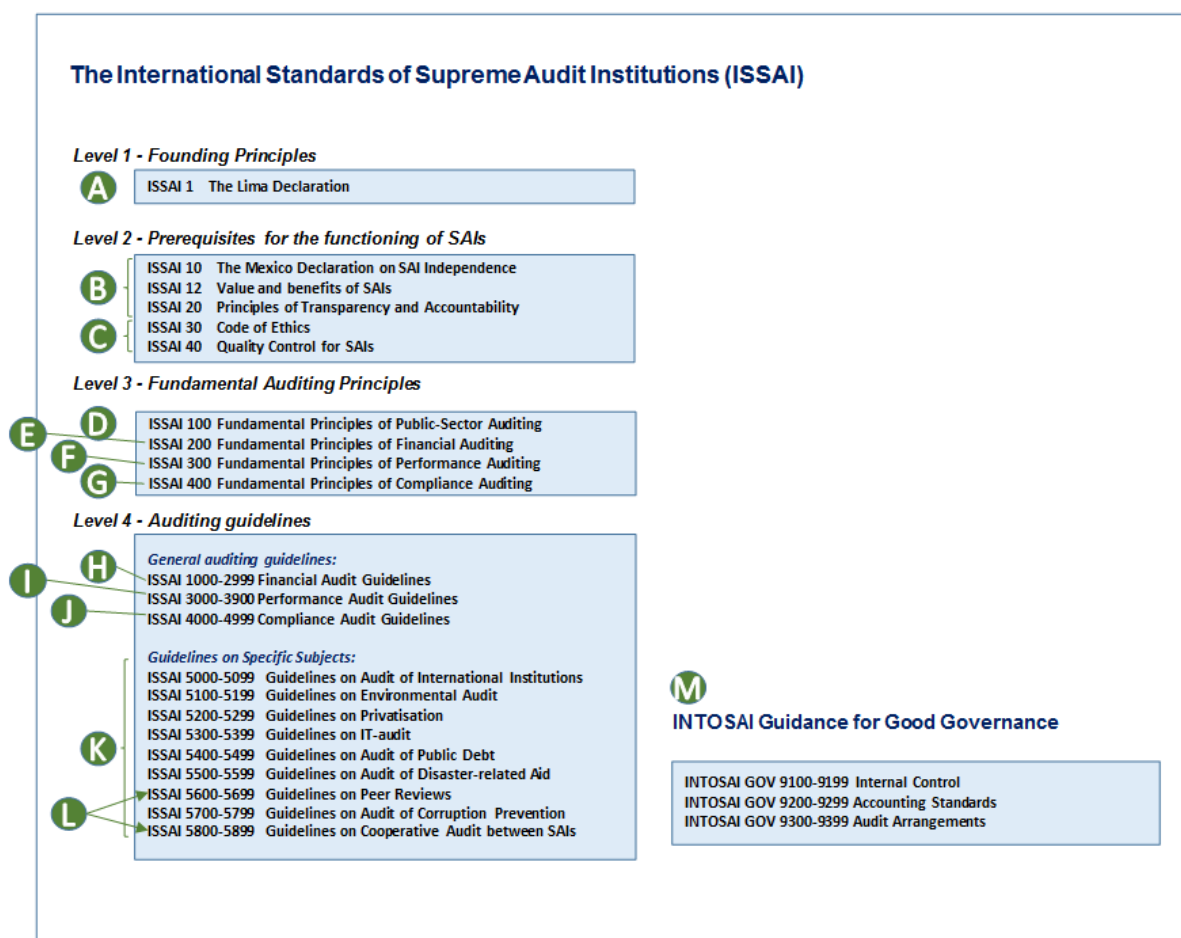 The International Standards of Supreme Audit Institutions (ISSAI)
Level 1 - Founding Principles
A
ISSAI 1 The Lima Declaration
Level 2 - Prerequisites for the functioning of SAIs
B
ISSAI 10 The Mexico Declaration on SAI Independence
ISSAI 12 Value and benefits of SAIs
ISSAI 20 Principles of Transparency and Accountability
C
ISSAI 30 Code of Ethics
ISSAI 40 Quality Control for SAIs
Level 3 - Fundamental Auditing Principles
D
ISSAI 100 Fundamental Principles of Public-Sector Auditing
E
ISSAI 200 Fundamental Principles of Financial Auditing
F
ISSAI 300 Fundamental Principles of Performance Auditing
G
ISSAI 400 Fundamental Principles of Compliance Auditing
Level 4 - Auditing guidelines
General auditing guidelines:
H
ISSAI 1000-2999 Financial Audit Guidelines
I
ISSAI 3000-3900 Performance Audit Guidelines
J
ISSAI 4000-4999 Compliance Audit Guidelines
Guidelines on Specific Subjects:
K
ISSAI 5000-5099 Guidelines on Audit of International Institutions
ISSAI 5100-5199 Guidelines on Environmental Audit
ISSAI 5200-5299 Guidelines on Privatisation
ISSAI 5300-5399 Guidelines on IT-audit
ISSAI 5400-5499 Guidelines on Audit of Public Debt
ISSAI 5500-5599 Guidelines on Audit of Disaster-related Aid
L
ISSAI 5600-5699 Guidelines on Peer Reviews
ISSAI 5700-5799 Guidelines on Audit of Corruption Prevention
ISSAI 5800-5899 Guidelines on Cooperative Audit between SAIs
M
INTOSAI Guidance for Good Governance
INTOSAI GOV 9100-9199 Internal Control
INTOSAI GOV 9200-9299 Accounting Standards
INTOSAI GOV 9300-9399 Audit Arrangements